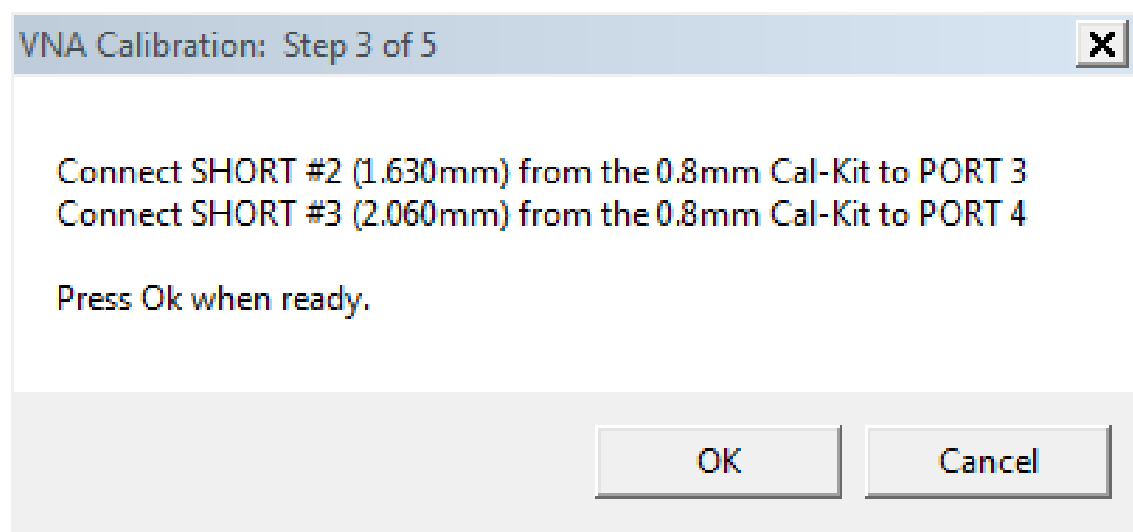 VNA Calibration: Step 3 of 5
Connect SHORT #2 (1.630mm) from the 0.8mm Cal-Kit to PORT 3
Connect SHORT #3 (2.060mm) from the 0.8mm Cal-Kit to PORT 4
Press Ok when ready.
OK
Cancel